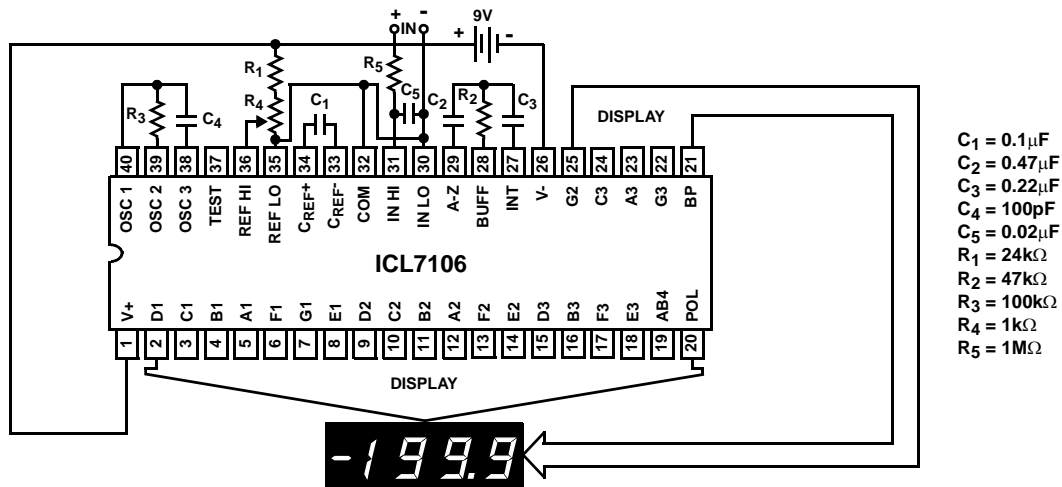 + -
IN
9V
+ -
R1
R5
R4
C1
C5
C2
R2
C3
R3
C4
DISPLAY
40 39 38 37 36 35 34 33 32 31 30 29 28 27 26 25 24 23 22 21
OSC 1
OSC 2
OSC 3
TEST
REF HI
REF LO
CREF+
CREF-
COM
IN HI
IN LO
A-Z
BUFF
INT
V-
G2
C3
A3
G3
BP
ICL7106
V+
D1
C1
B1
A1
F1
G1
E1
D2
C2
B2
A2
F2
E2
D3
B3
F3
E3
AB4
POL
1 2 3 4 5 6 7 8 9 10 11 12 13 14 15 16 17 18 19 20
DISPLAY
-199.9
C1 = 0.1μF
C2 = 0.47μF
C3 = 0.22μF
C4 = 100pF
C5 = 0.02μF
R1 = 24kΩ
R2 = 47kΩ
R3 = 100kΩ
R4 = 1kΩ
R5 = 1MΩ